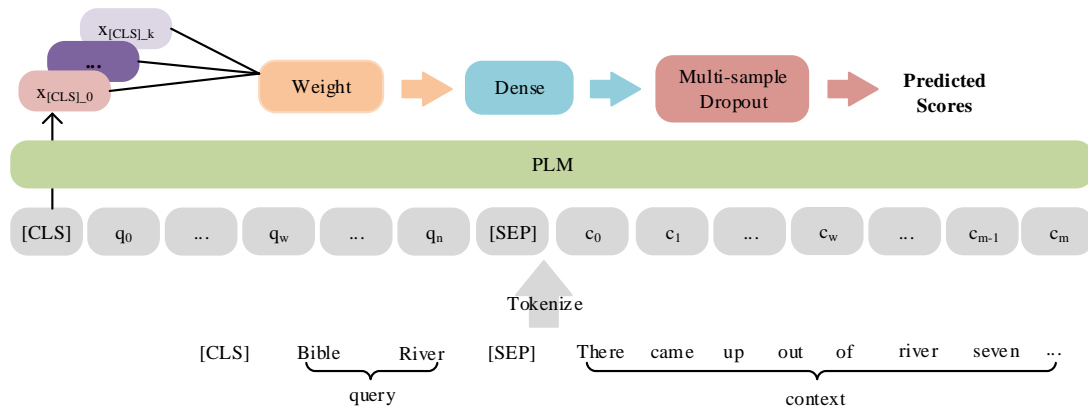 x[CLS]_k
...
x[CLS]_0
Weight
Dense
Multi-sample
Dropout
Predicted
Scores
PLM
[CLS] q0 ... qw ... qn [SEP] c0 c1 ... cw ... cm-1 cm
Tokenize
[CLS] Bible River [SEP] There came up out of river seven ...
query context